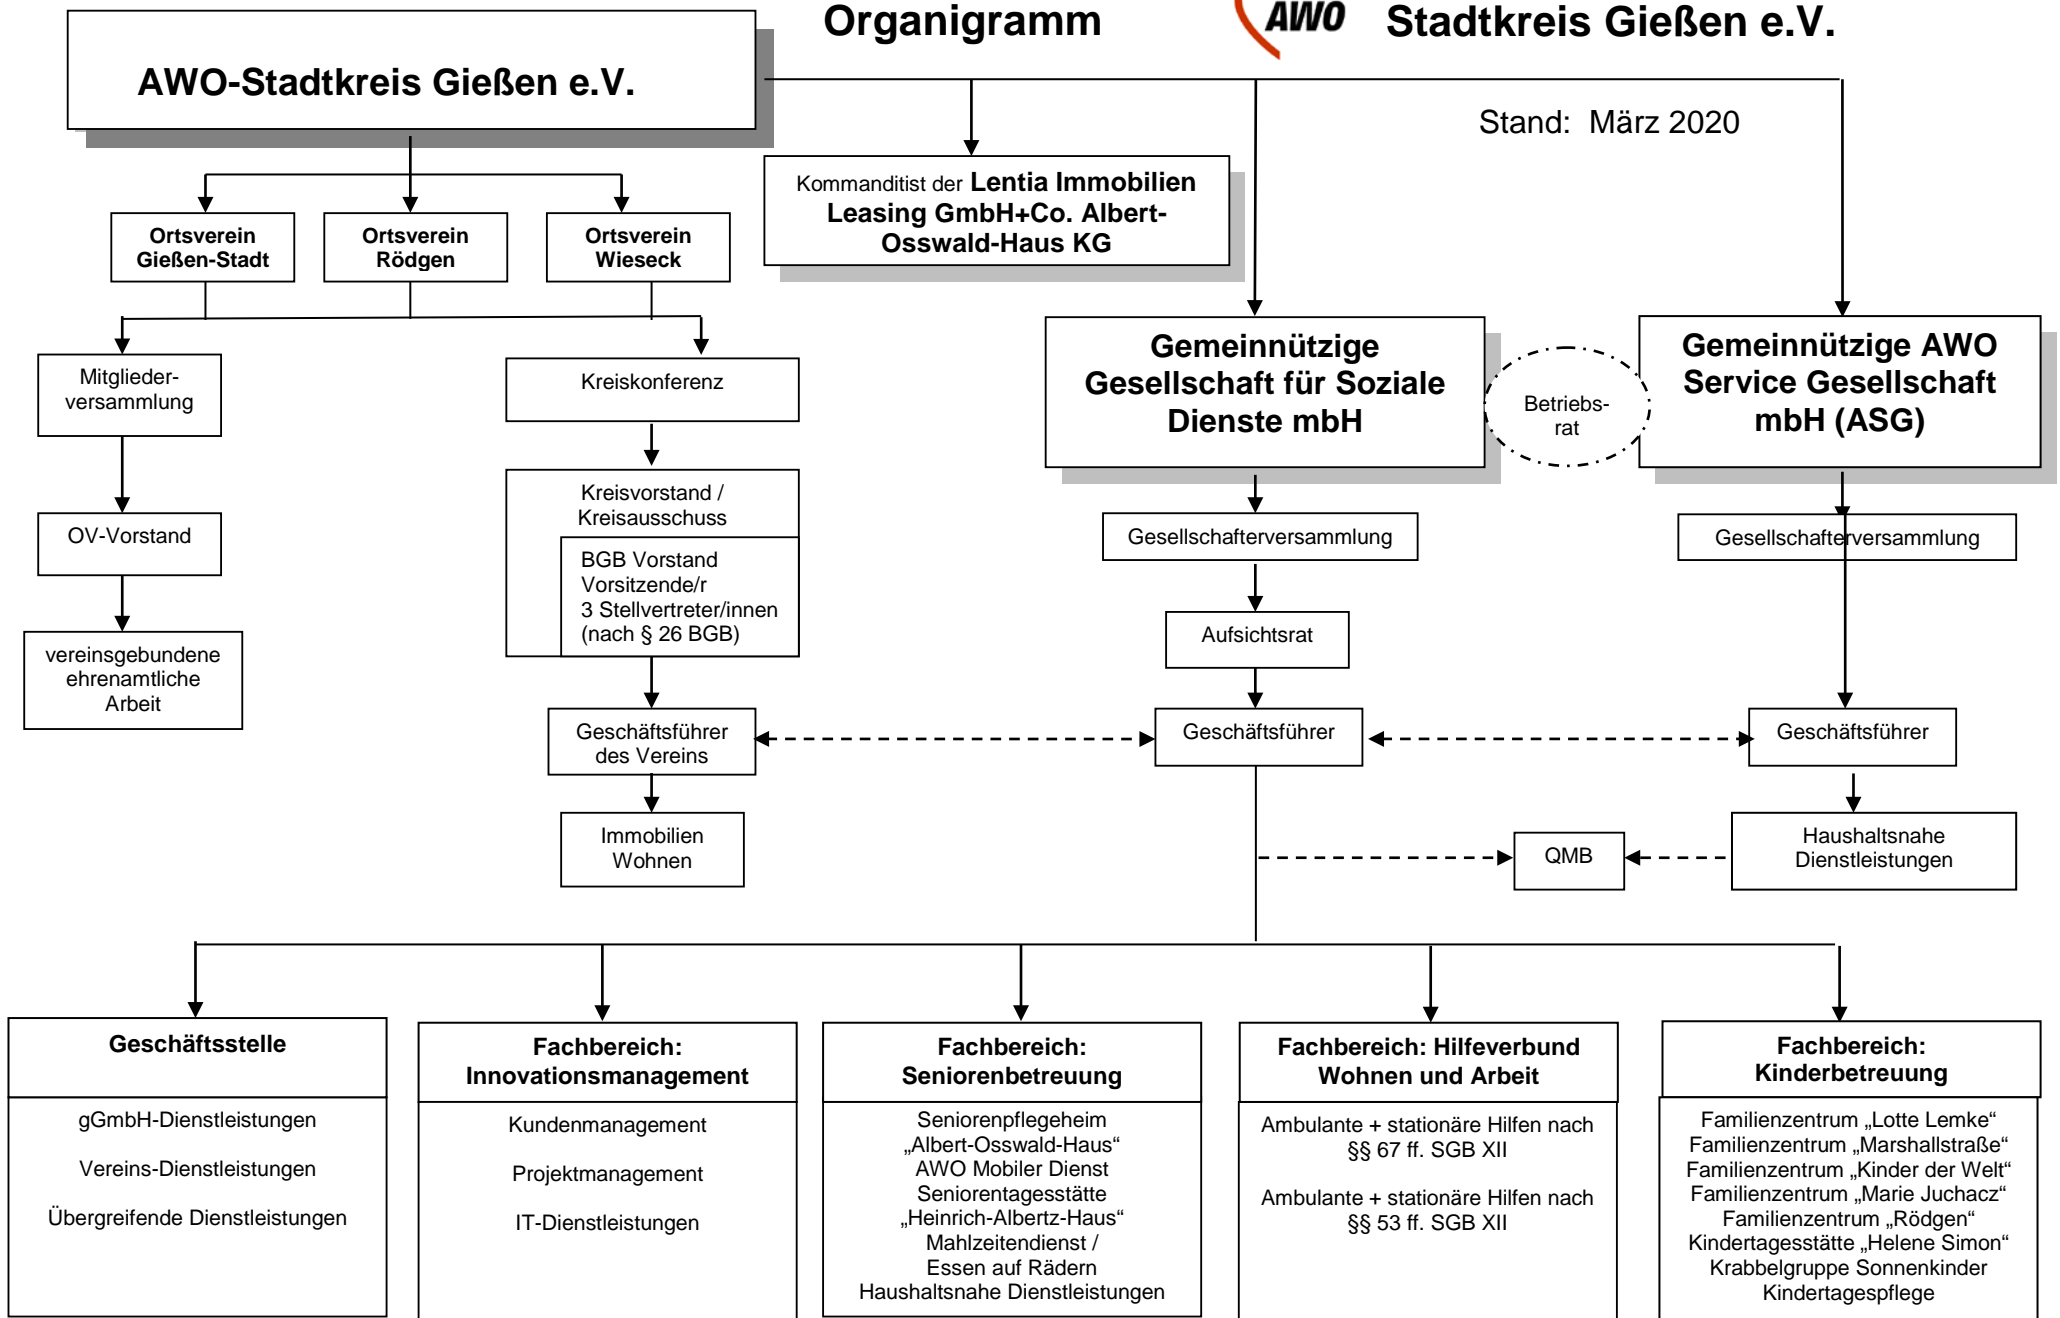 Organigramm
AWO
Stadtkreis Gießen e.V.
AWO-Stadtkreis Gießen e.V.
Stand: März 2020
Kommanditist der Lentia Immobilien
Leasing GmbH+Co. Albert-
Osswald-Haus KG
Ortsverein
Gießen-Stadt
Ortsverein
Rödgen
Ortsverein
Wieseck
Gemeinnützige
Gesellschaft für Soziale
Dienste mbH
Betriebs-
rat
Gemeinnützige AWO
Service Gesellschaft
mbH (ASG)
Mitglieder-
versammlung
Kreiskonferenz
Kreisvorstand /
Kreisausschuss
BGB Vorstand
Vorsitzende/r
3 Stellvertreter/innen
(nach § 26 BGB)
OV-Vorstand
Gesellschafterversammlung
Gesellschafterversammlung
Aufsichtsrat
vereinsgebundene
ehrenamtliche
Arbeit
Geschäftsführer
des Vereins
Geschäftsführer
Geschäftsführer
Immobilien
Wohnen
QMB
Haushaltsnahe
Dienstleistungen
Geschäftsstelle
gGmbH-Dienstleistungen
Vereins-Dienstleistungen
Übergreifende Dienstleistungen
Fachbereich:
Innovationsmanagement
Kundenmanagement
Projektmanagement
IT-Dienstleistungen
Fachbereich:
Seniorenbetreuung
Seniorenpflegeheim
„Albert-Osswald-Haus“
AWO Mobiler Dienst
Seniorentagesstätte
„Heinrich-Albertz-Haus“
Mahlzeitendienst /
Essen auf Rädern
Haushaltsnahe Dienstleistungen
Fachbereich: Hilfeverbund
Wohnen und Arbeit
Ambulante + stationäre Hilfen nach
§§ 67 ff. SGB XII
Ambulante + stationäre Hilfen nach
§§ 53 ff. SGB XII
Fachbereich:
Kinderbetreuung
Familienzentrum „Lotte Lemke“
Familienzentrum „Marshallstraße“
Familienzentrum „Kinder der Welt“
Familienzentrum „Marie Juchacz“
Familienzentrum „Rödgen“
Kindertagesstätte „Helene Simon“
Krabbelgruppe Sonnenkinder
Kindertagespflege